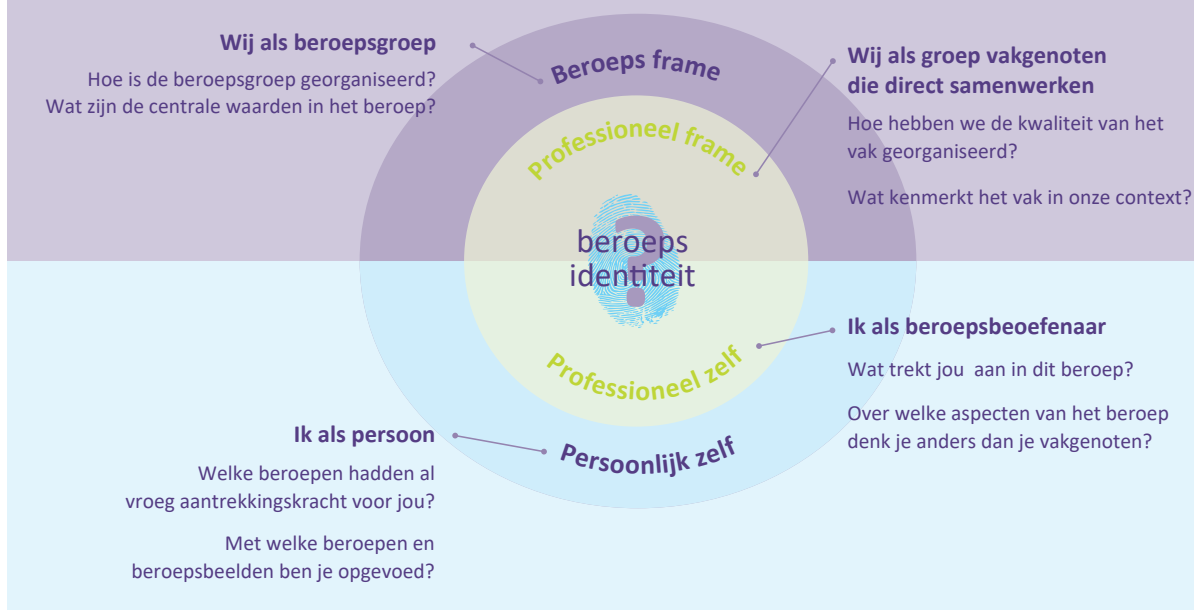 Wij als beroepsgroep
Hoe is de beroepsgroep georganiseerd?
Wat zijn de centrale waarden in het beroep?
Beroeps frame
Wij als groep vakgenoten
die direct samenwerken
Hoe hebben we de kwaliteit van het
vak georganiseerd?
Wat kenmerkt het vak in onze context?
Professioneel frame
?
beroeps
identiteit
Professioneel zelf
Ik als beroepsbeoefenaar
Wat trekt jou  aan in dit beroep?
Over welke aspecten van het beroep
denk je anders dan je vakgenoten?
Ik als persoon
Welke beroepen hadden al
vroeg aantrekkingskracht voor jou?
Met welke beroepen en
beroepsbeelden ben je opgevoed?
Persoonlijk zelf